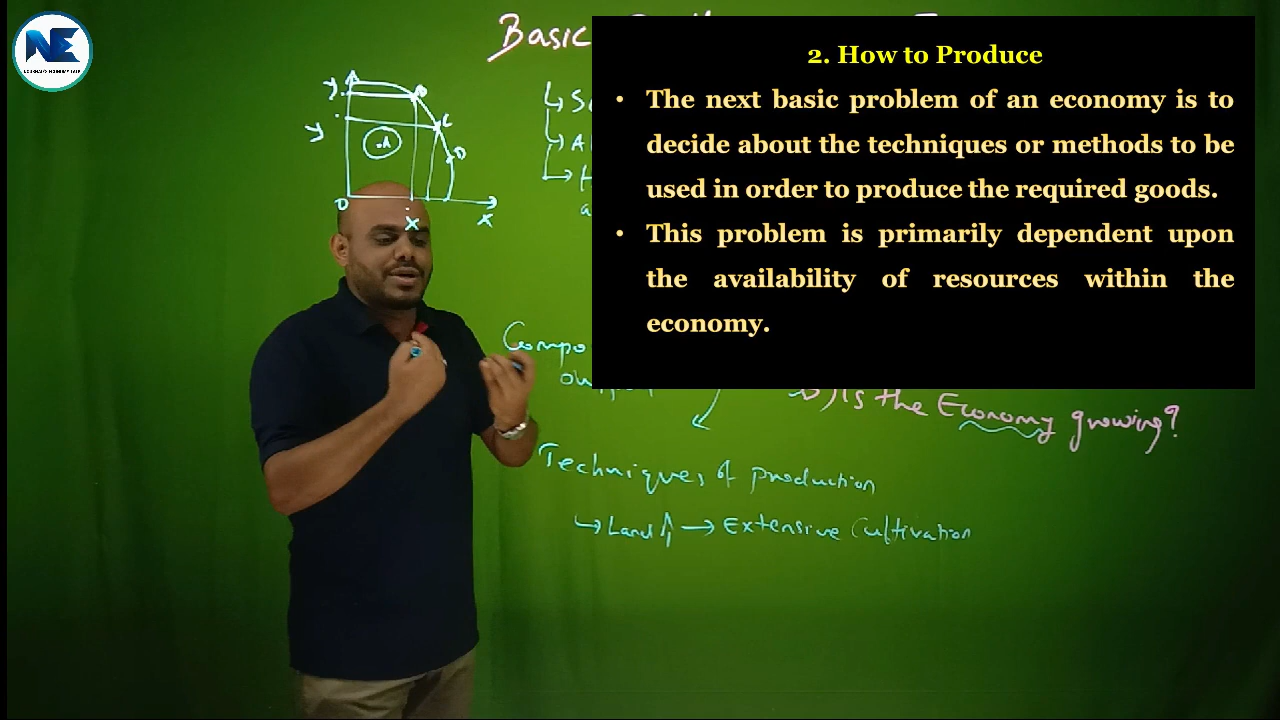 NE
Basic
2. How to Produce
• The next basic problem of an economy is to
decide about the techniques or methods to be
used in order to produce the required goods.
• This problem is primarily dependent upon
the availability of resources within the
economy.
y
y
B
C
D
.A
O
X
X
b) Is the Economy growing?
Techniques of production
↳ Land ↑ → Extensive Cultivation